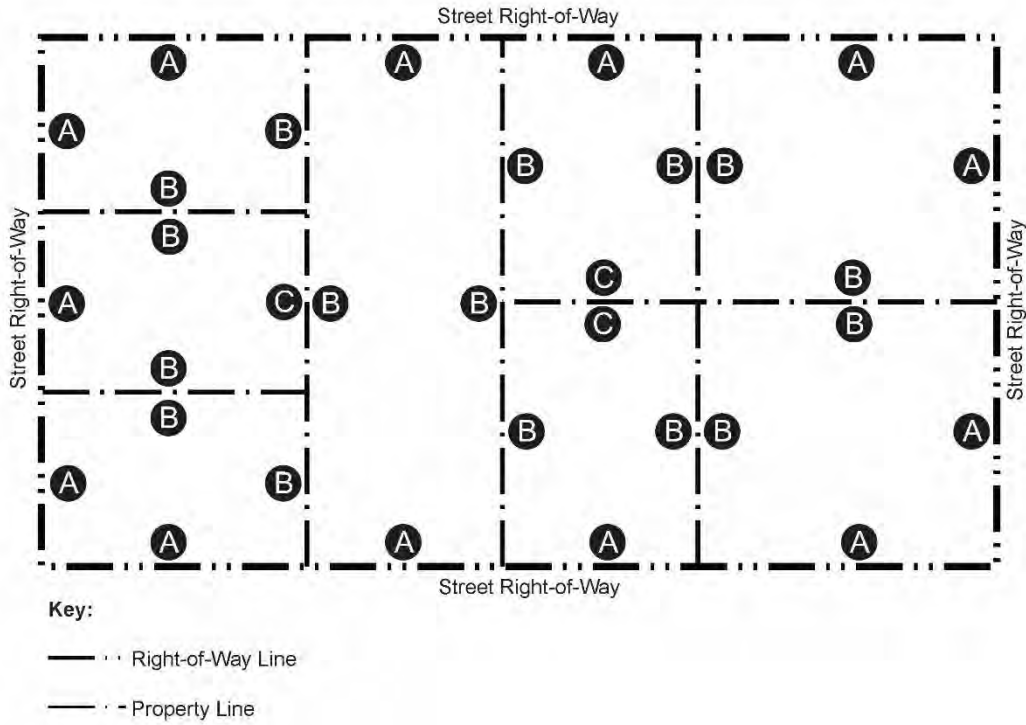 Street Right-of-Way
A A A A
A B
B B B A
B
B
Street Right-of-Way
Street Right-of-Way
C B
A C B B
C B
B
B
B B B A
A B
A A A A
Street Right-of-Way
Key:
Right-of-Way Line
Property Line